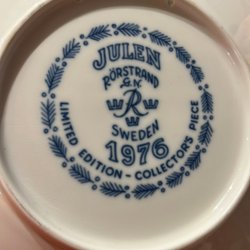 JULEN
RÖRSTRAND
G.N.
R
SWEDEN
1976
LIMITED EDITION - COLLECTOR'S PIECE